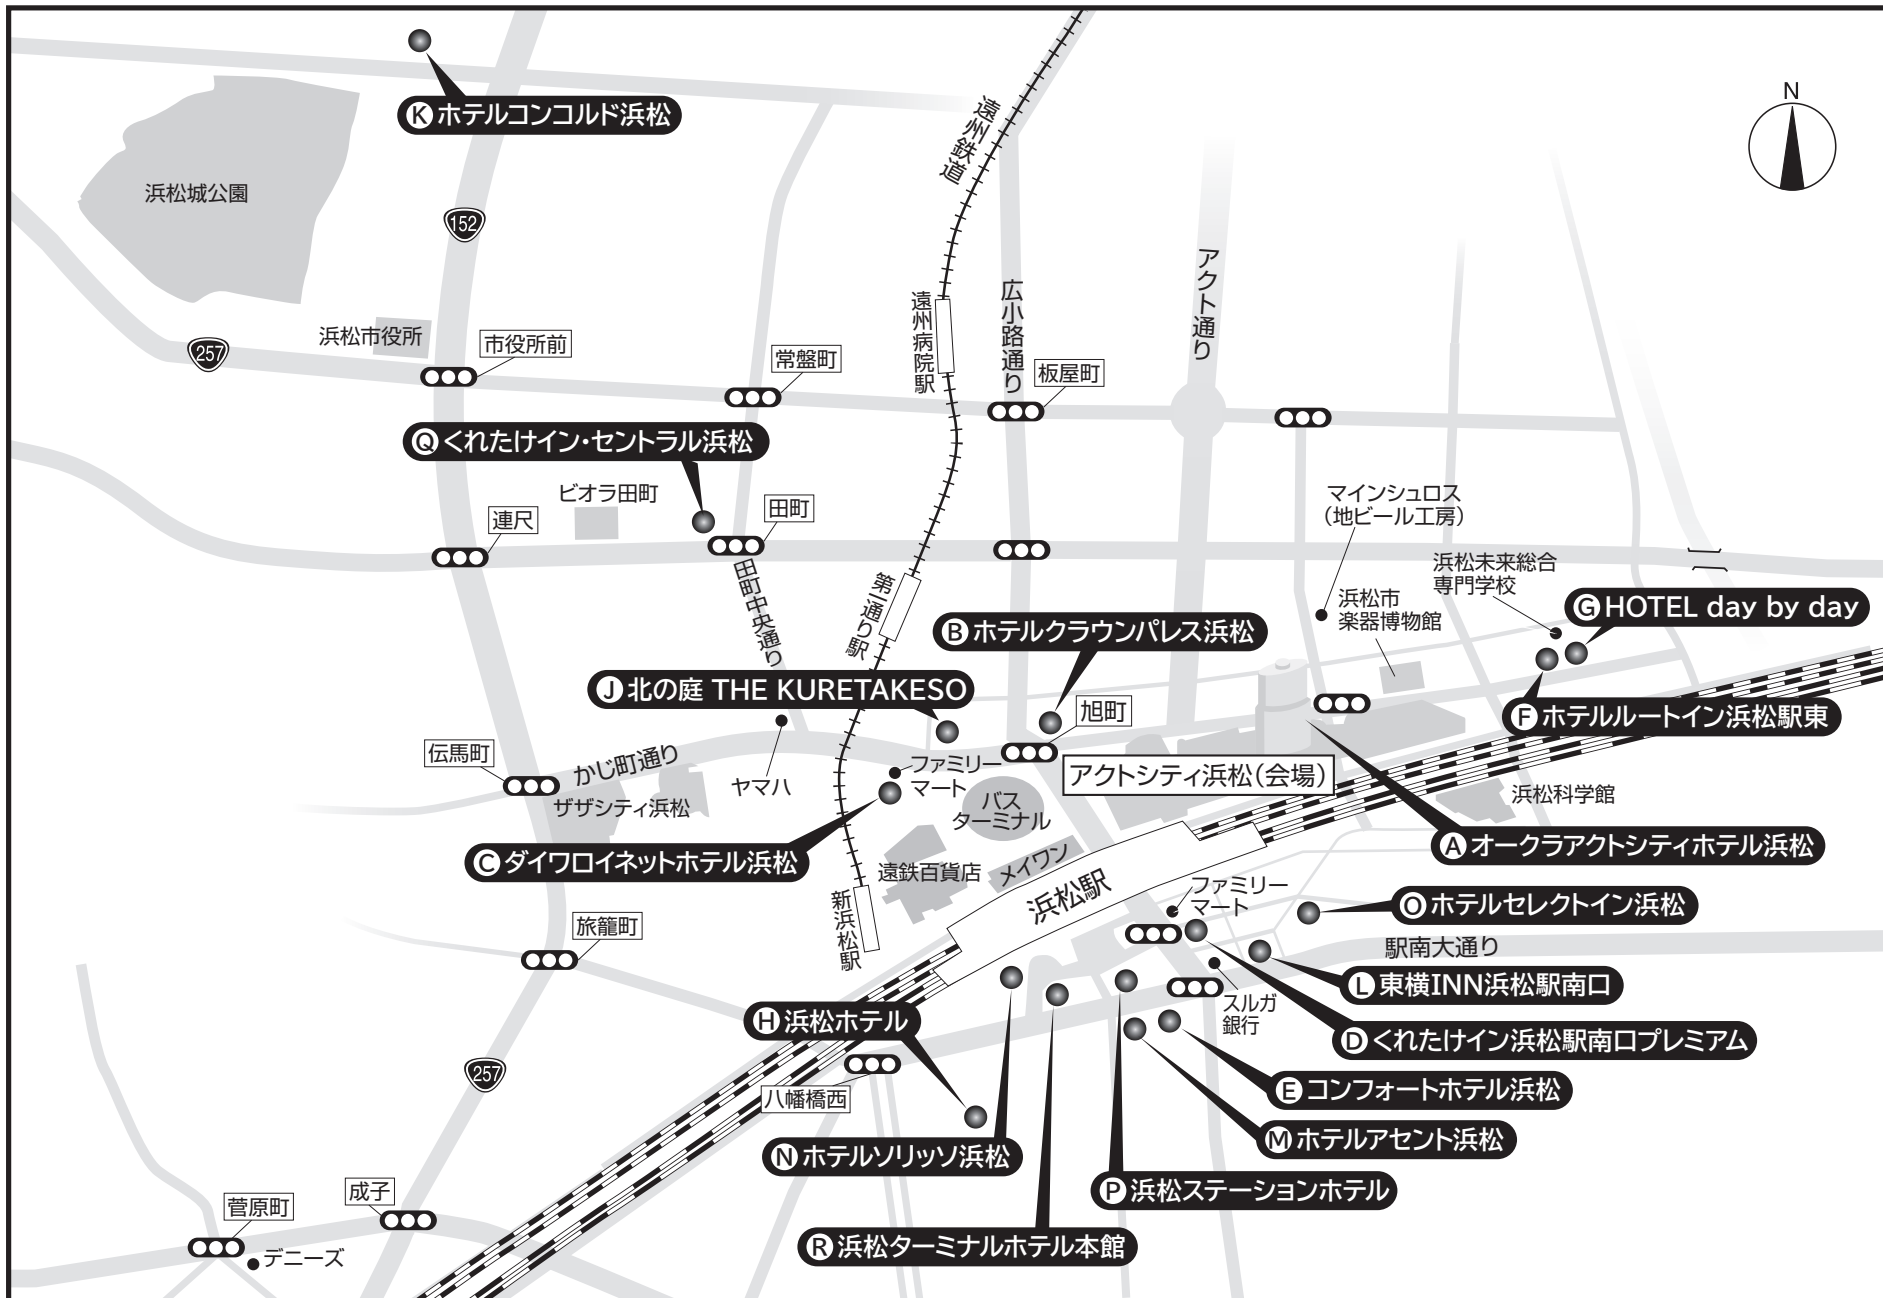 N
Ⓚホテルコンコルド浜松
遠州鉄道
浜松城公園
152
アクト通り
遠州病院駅
広小路通り
浜松市役所
市役所前
257
常盤町
板屋町
Ⓠくれたけイン・セントラル浜松
ビオラ田町
連尺
田町
マインシュロス
（地ビール工房）
浜松未来総合
専門学校
田町中央通り
第一通り駅
浜松市
楽器博物館
ⒼHOTEL day by day
Ⓑホテルクラウンパレス浜松
Ⓙ北の庭 THE KURETAKESO
旭町
Ⓕホテルルートイン浜松駅東
伝馬町
かじ町通り
ヤマハ
ファミリー
マート
アクトシティ浜松（会場）
ザザシティ浜松
バス
ターミナル
浜松科学館
Ⓒダイワロイネットホテル浜松
遠鉄百貨店
メイワン
Ⓐオークラアクトシティホテル浜松
新浜松駅
浜松駅
ファミリー
マート
Ⓞホテルセレクトイン浜松
旅籠町
駅南大通り
Ⓛ東横INN浜松駅南口
スルガ
銀行
Ⓗ浜松ホテル
Ⓓくれたけイン浜松駅南口プレミアム
257
八幡橋西
Ⓔコンフォートホテル浜松
Ⓜホテルアセント浜松
Ⓝホテルソリッソ浜松
Ⓟ浜松ステーションホテル
成子
菅原町
デニーズ
Ⓡ浜松ターミナルホテル本館